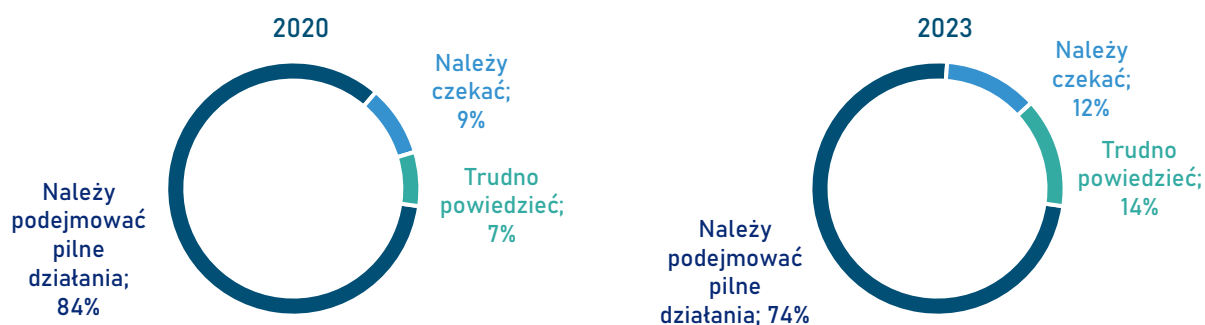 2020
Należy
czekać;
9%
Trudno
powiedzieć;
7%
Należy
podejmować
pilne
działania;
84%
2023
Należy
czekać;
12%
Trudno
powiedzieć;
14%
Należy
podejmować
pilne
działania; 74%